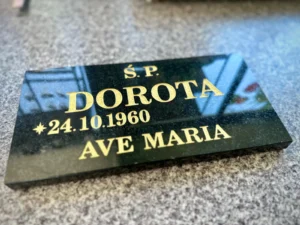 Ś. P.
DOROTA
✶24.10.1960
AVE MARIA